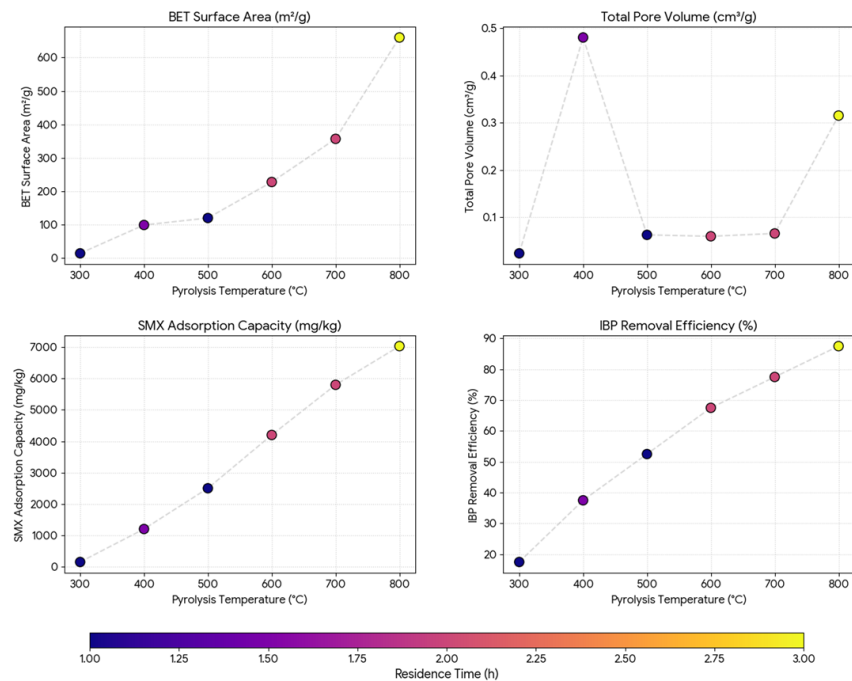 BET Surface Area (m²/g)
BET Surface Area (m²/g)
600
500
400
300
200
100
0
300 400 500 600 700 800
Pyrolysis Temperature (°C)
Total Pore Volume (cm³/g)
Total Pore Volume (cm³/g)
0.5
0.4
0.3
0.2
0.1
300 400 500 600 700 800
Pyrolysis Temperature (°C)
SMX Adsorption Capacity (mg/kg)
SMX Adsorption Capacity (mg/kg)
7000
6000
5000
4000
3000
2000
1000
0
300 400 500 600 700 800
Pyrolysis Temperature (°C)
IBP Removal Efficiency (%)
IBP Removal Efficiency (%)
90
80
70
60
50
40
30
20
300 400 500 600 700 800
Pyrolysis Temperature (°C)
1.00 1.25 1.50 1.75 2.00 2.25 2.50 2.75 3.00
Residence Time (h)